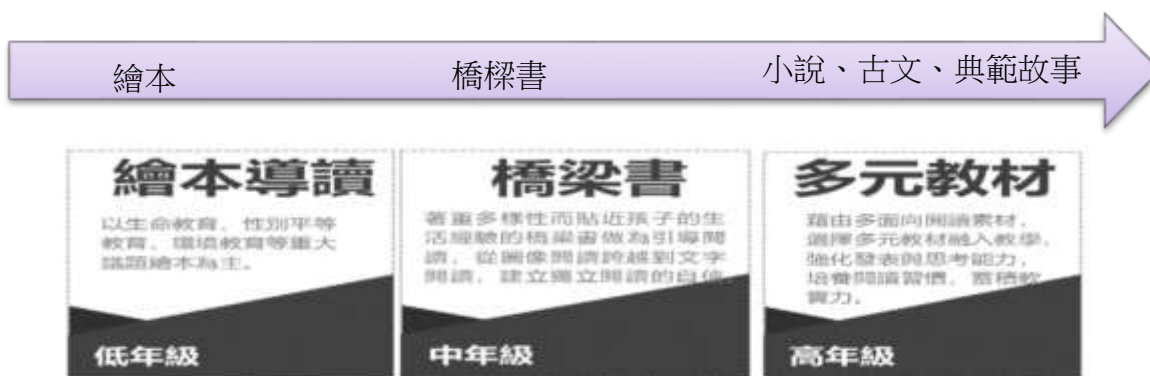 繪本
橋樑書
小說、古文、典範故事
繪本導讀
以生命教育，性別平等
教育，環境教育等重大
議題繪本為主。
低年級
橋梁書
著重多樣性而貼近孩子的生
活經驗的橋梁書做為引導閱
讀，從圖像閱讀跨越到文字
閱讀，建立獨立閱讀的自信
中年級
多元教材
藉由多面向閱讀素材，
選擇多元教材融入教學，
強化發表與思考能力，
培養閱讀習慣，蓄積軟
實力。
高年級